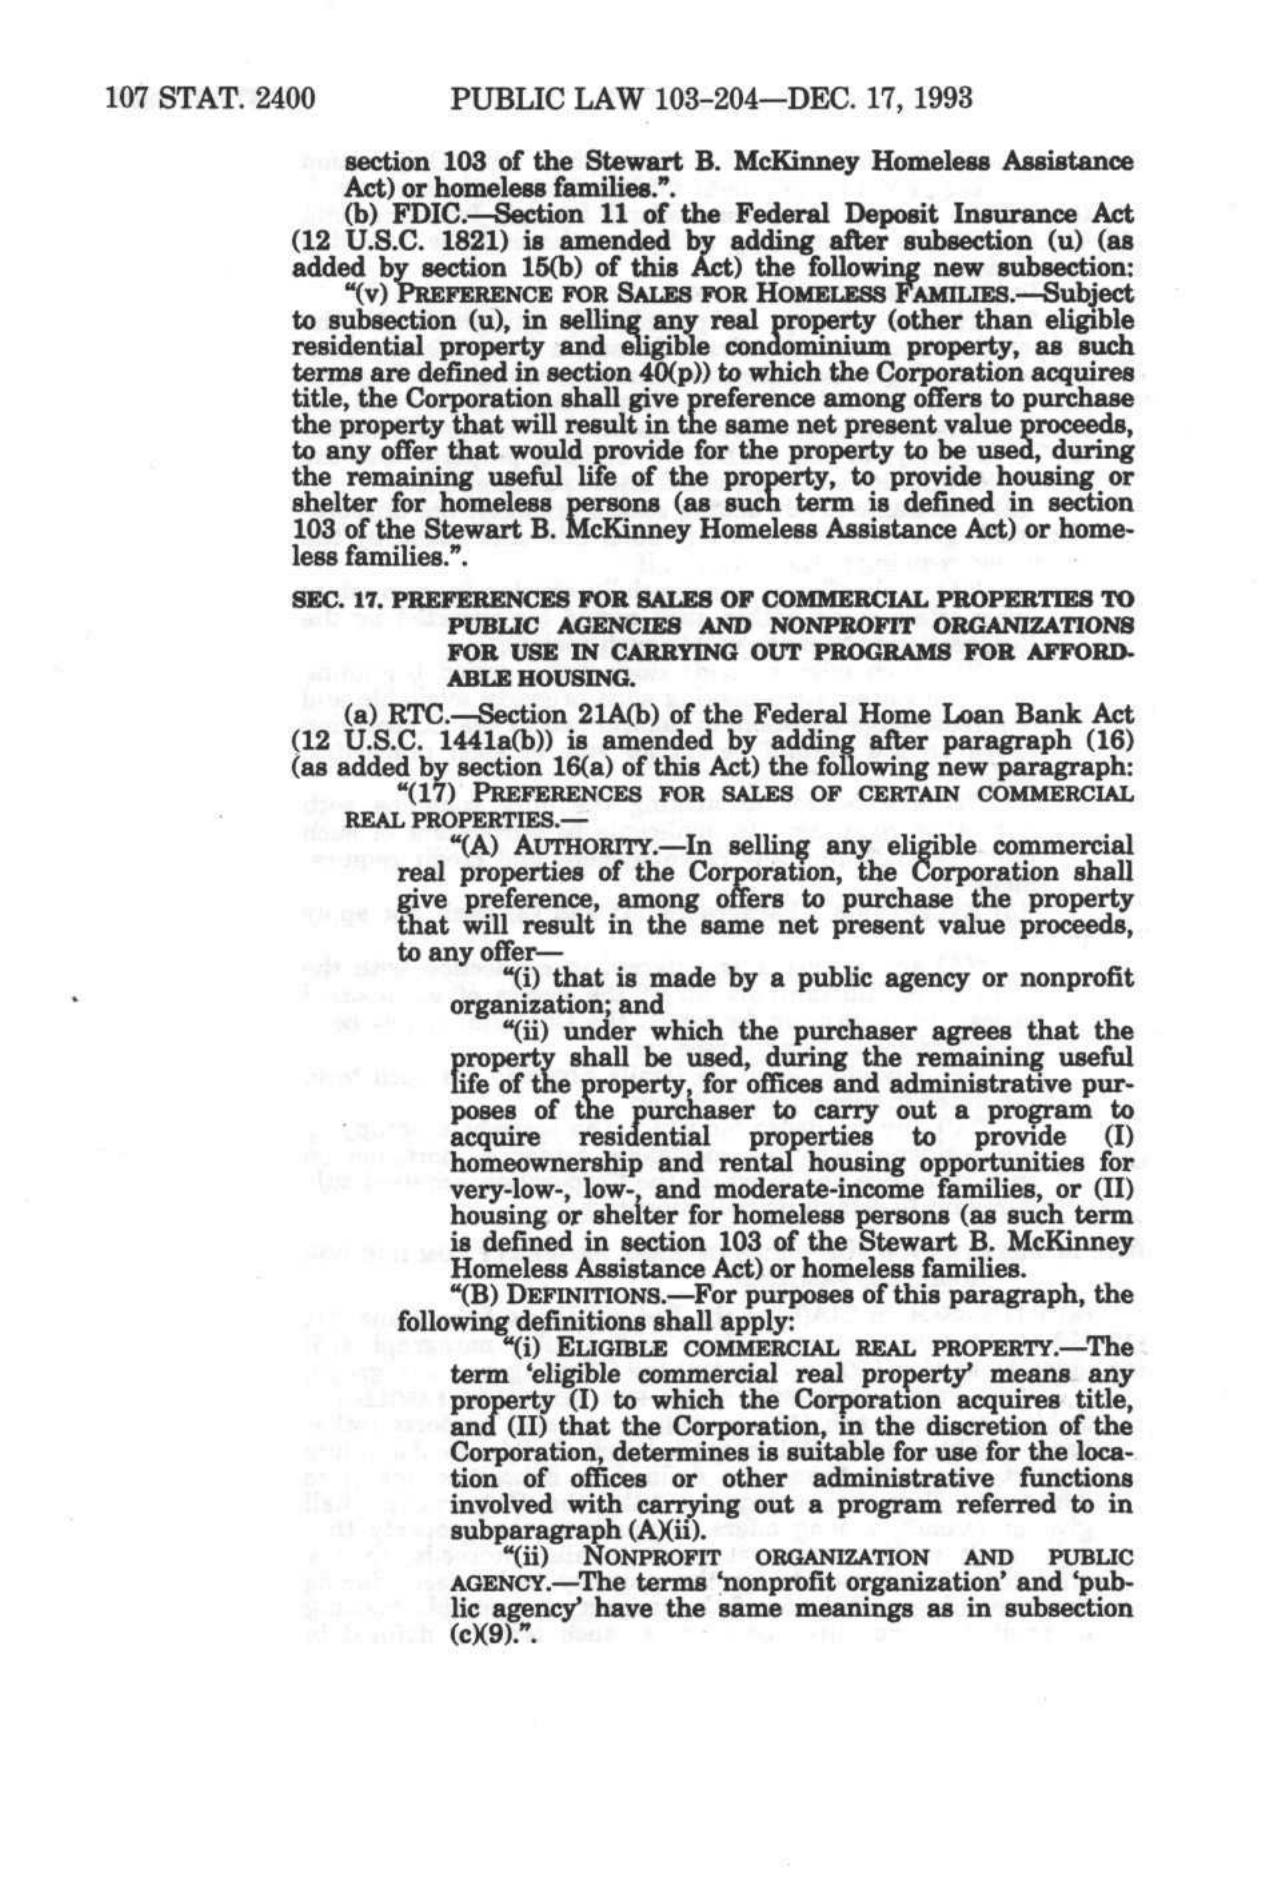 107 STAT. 2400 PUBLIC LAW 103-204—DEC. 17, 1993
section 103 of the Stewart B. McKinney Homeless Assistance
Act) or homeless families.”.
(b) FDIC.—Section 11 of the Federal Deposit Insurance Act
(12 U.S.C. 1821) is amended by adding after subsection (u) (as
added by section 15(b) of this Act) the following new subsection:
“(v) PREFERENCE FOR SALES FOR HOMELESS FAMILIES.—Subject
to subsection (u), in selling any real property (other than eligible
residential property and eligible condominium property, as such
terms are defined in section 40(p)) to which the Corporation acquires
title, the Corporation shall give preference among offers to purchase
the property that will result in the same net present value proceeds,
to any offer that would provide for the property to be used, during
the remaining useful life of the property, to provide housing or
shelter for homeless persons (as such term is defined in section
103 of the Stewart B. McKinney Homeless Assistance Act) or home-
less families.”.
SEC. 17. PREFERENCES FOR SALES OF COMMERCIAL PROPERTIES TO
PUBLIC AGENCIES AND NONPROFIT ORGANIZATIONS
FOR USE IN CARRYING OUT PROGRAMS FOR AFFORD-
ABLE HOUSING.
(a) RTC.—Section 21A(b) of the Federal Home Loan Bank Act
(12 U.S.C. 1441a(b)) is amended by adding after paragraph (16)
(as added by section 16(a) of this Act) the following new paragraph:
“(17) PREFERENCES FOR SALES OF CERTAIN COMMERCIAL
REAL PROPERTIES.—
“(A) AUTHORITY.—In selling any eligible commercial
real properties of the Corporation, the Corporation shall
give preference, among offers to purchase the property
that will result in the same net present value proceeds,
to any offer—
“(i) that is made by a public agency or nonprofit
organization; and
“(ii) under which the purchaser agrees that the
property shall be used, during the remaining useful
life of the property, for offices and administrative pur-
poses of the purchaser to carry out a program to
acquire residential properties to provide (I)
homeownership and rental housing opportunities for
very-low-, low-, and moderate-income families, or (II)
housing or shelter for homeless persons (as such term
is defined in section 103 of the Stewart B. McKinney
Homeless Assistance Act) or homeless families.
“(B) DEFINITIONS.—For purposes of this paragraph, the
following definitions shall apply:
“(i) ELIGIBLE COMMERCIAL REAL PROPERTY.—The
term ‘eligible commercial real property’ means any
property (I) to which the Corporation acquires title,
and (II) that the Corporation, in the discretion of the
Corporation, determines is suitable for use for the loca-
tion of offices or other administrative functions
involved with carrying out a program referred to in
subparagraph (A)(ii).
“(ii) NONPROFIT ORGANIZATION AND PUBLIC
AGENCY.—The terms ‘nonprofit organization’ and ‘pub-
lic agency’ have the same meanings as in subsection
(c)(9).”.